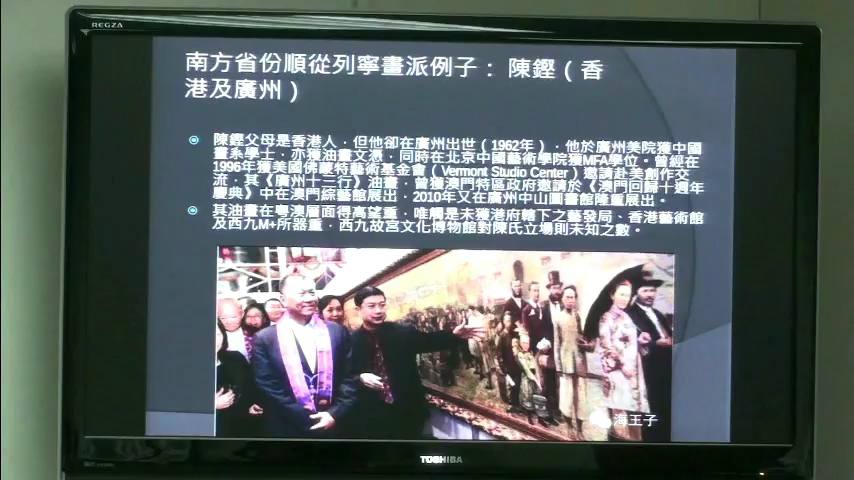 REGZA
南方省份順從列寧畫派例子： 陳鏗（香
港及廣州）
陳鏗父母是香港人，但他卻在廣州出世（1962年），他於廣州美院獲中國
畫系學士，亦獲油畫文憑，同時在北京中國藝術學院獲MFA學位。曾經在
1996年獲美國佛蒙特藝術基金會（Vermont Studio Center）邀請赴美創作交
流，其《廣州十三行》油畫，曾獲澳門特區政府邀請於《澳門回歸十週年
慶典》中在澳門綜藝館展出，2010年又在廣州中山圖書館隆重展出。
其油畫在粵澳層面得高望重，唯觸是未獲港府轄下之藝發局、香港藝術館
及西九M+所器重，西九故宮文化博物館對陳氏立場則未知之數。
海王子
TOSHIBA